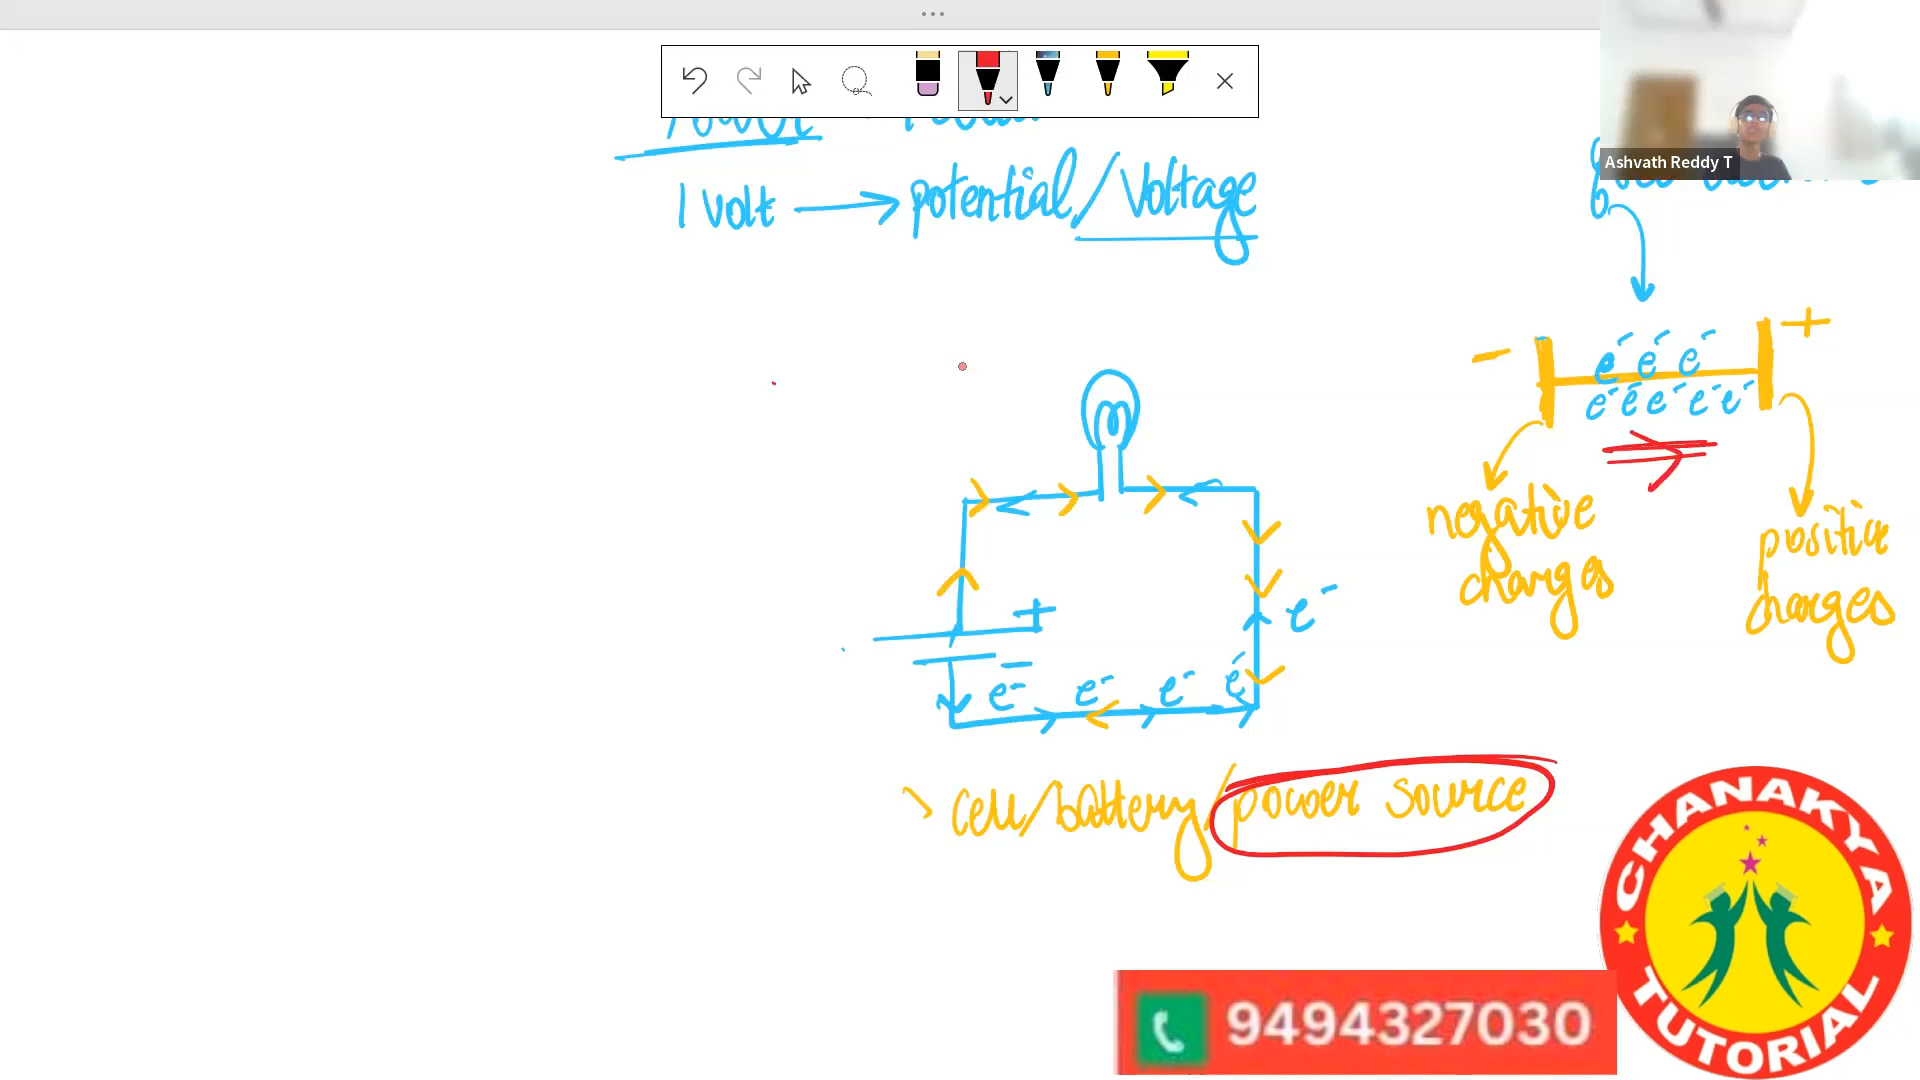 1 volt → potential/Voltage
Ashvath Reddy T
- e⁻ e⁻ e⁻ +
e⁻ e⁻ e⁻ e⁻ e⁻
negative
charges
positive
charges
+
e⁻
-
e⁻ e⁻ e⁻ e⁻
cell/battery/power source
CHANAKYA
TUTORIAL
9494327030